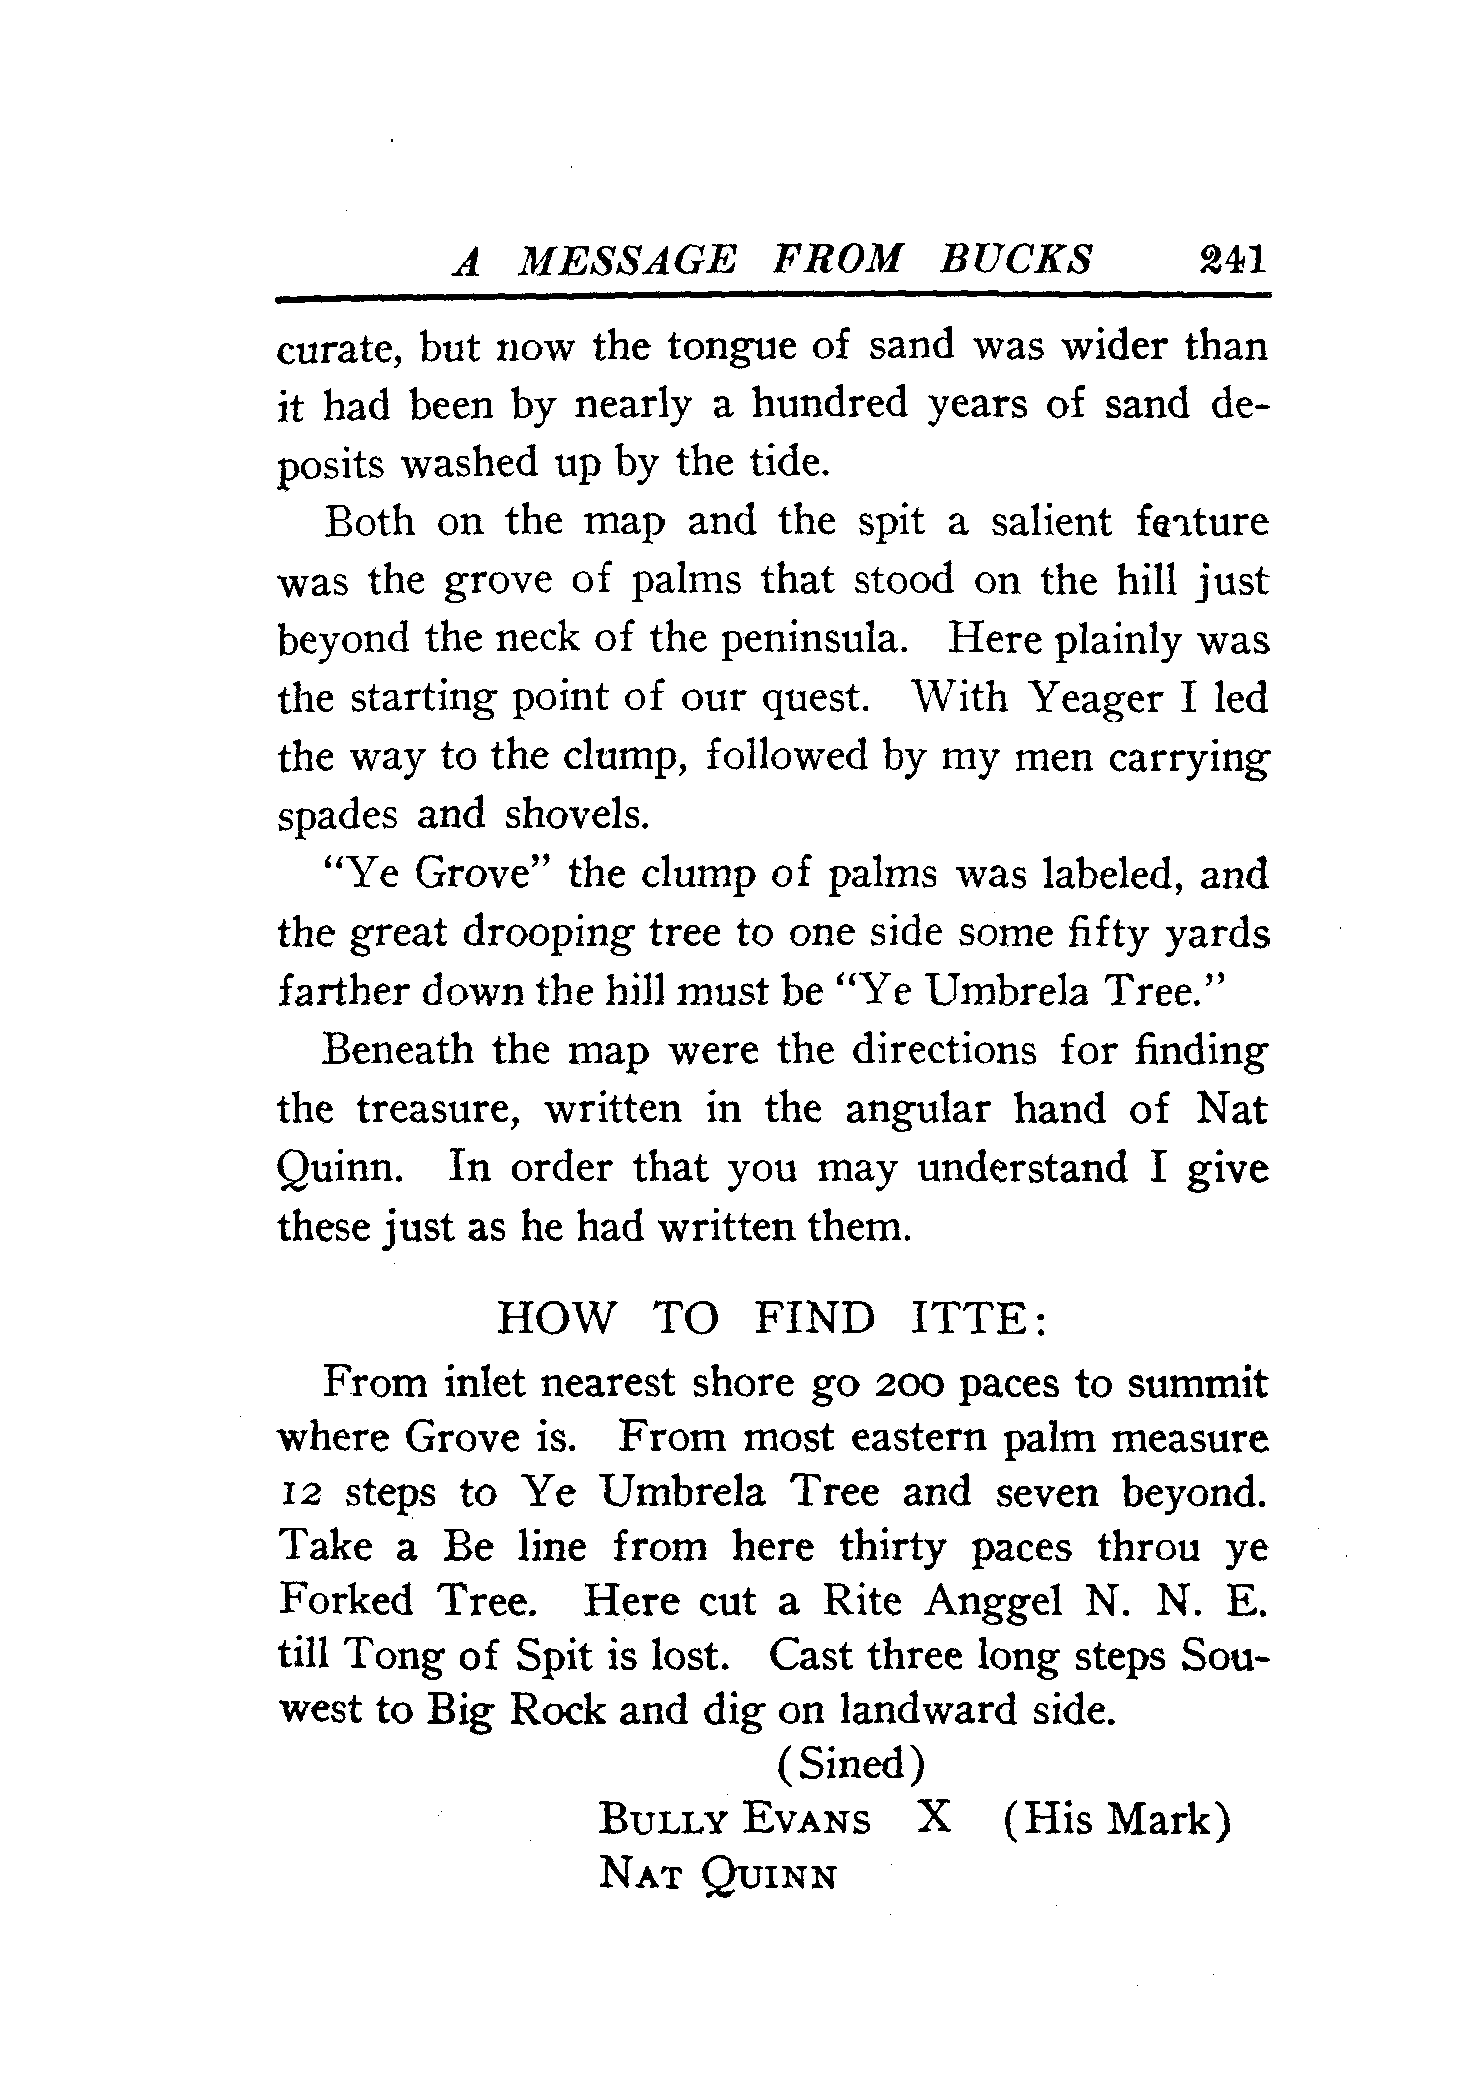 A MESSAGE FROM BUCKS 241
curate, but now the tongue of sand was wider than
it had been by nearly a hundred years of sand de-
posits washed up by the tide.
Both on the map and the spit a salient feature
was the grove of palms that stood on the hill just
beyond the neck of the peninsula. Here plainly was
the starting point of our quest. With Yeager I led
the way to the clump, followed by my men carrying
spades and shovels.
“Ye Grove” the clump of palms was labeled, and
the great drooping tree to one side some fifty yards
farther down the hill must be “Ye Umbrela Tree.”
Beneath the map were the directions for finding
the treasure, written in the angular hand of Nat
Quinn. In order that you may understand I give
these just as he had written them.
HOW TO FIND ITTE:
From inlet nearest shore go 200 paces to summit
where Grove is. From most eastern palm measure
12 steps to Ye Umbrela Tree and seven beyond.
Take a Be line from here thirty paces throu ye
Forked Tree. Here cut a Rite Anggel N. N. E.
till Tong of Spit is lost. Cast three long steps Sou-
west to Big Rock and dig on landward side.
(Sined)
BULLY EVANS X (His Mark)
NAT QUINN